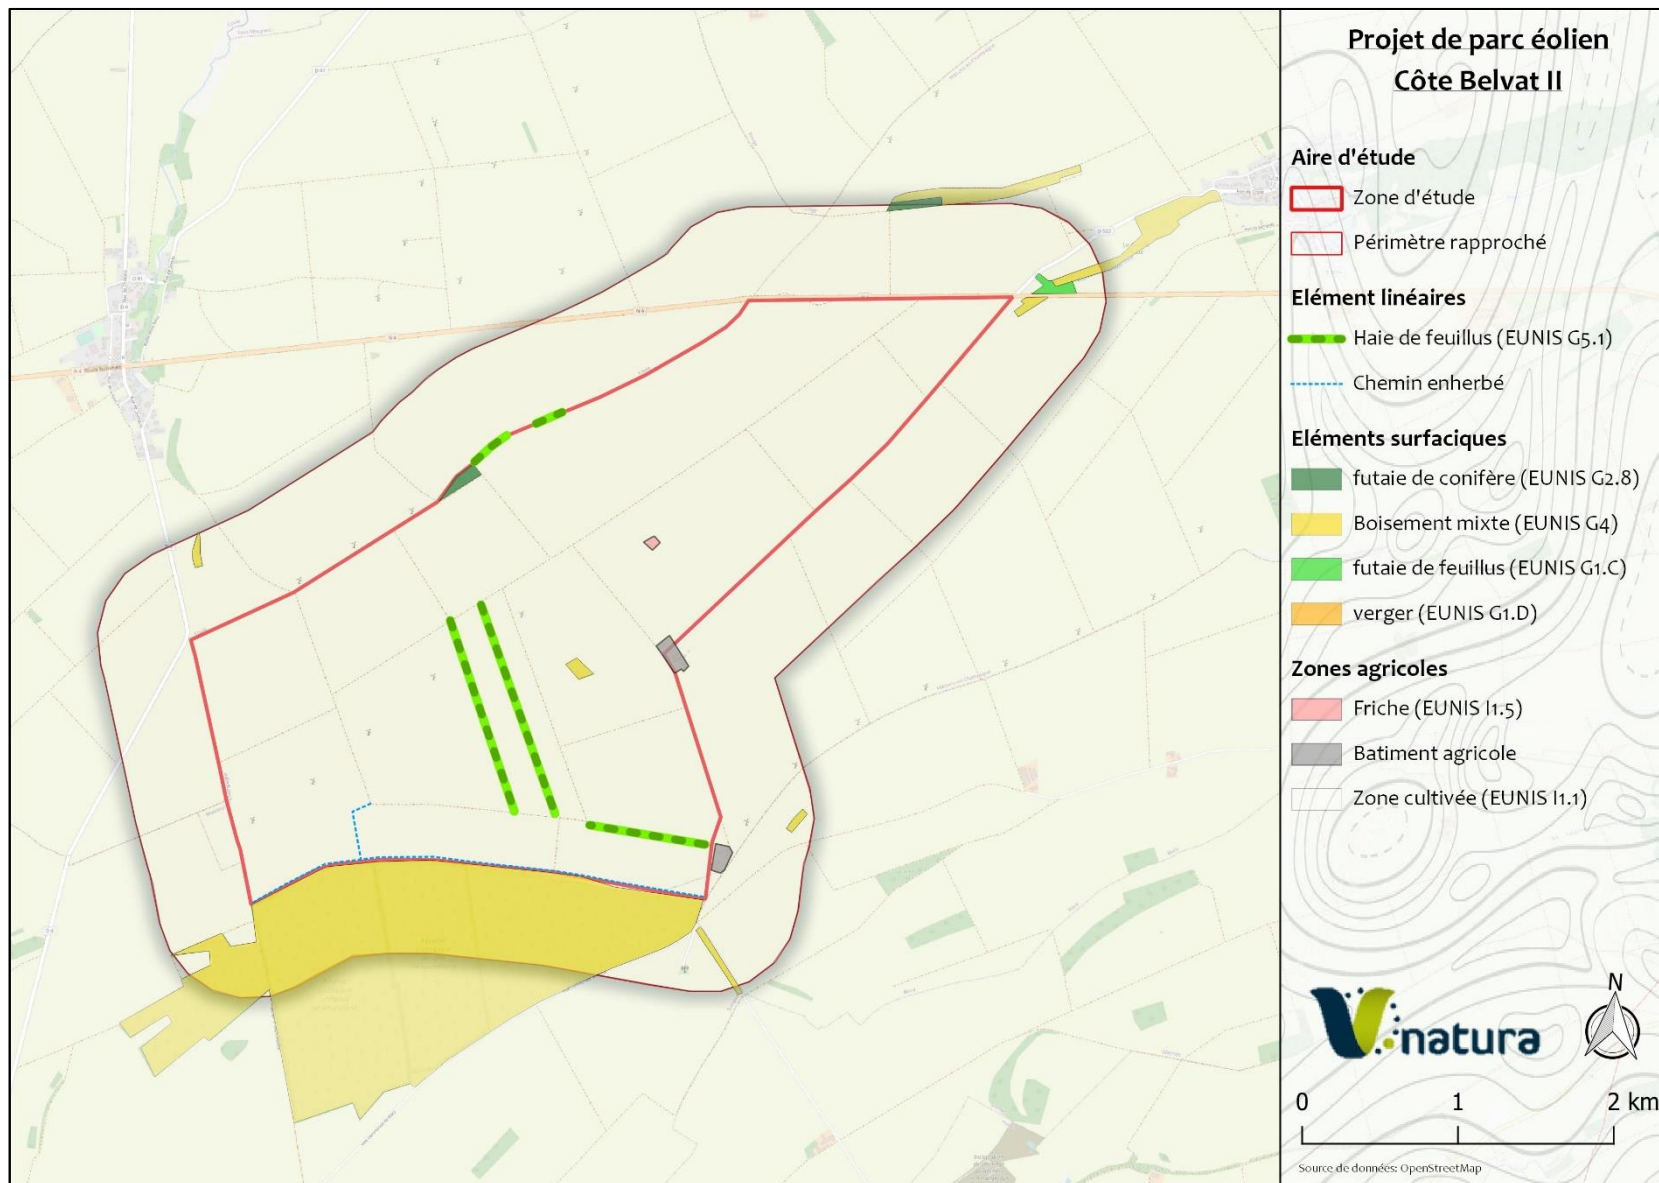 Projet de parc éolien
Côte Belvat II
Aire d'étude
Zone d'étude
Périmètre rapproché
Elément linéaires
Haie de feuillus (EUNIS G5.1)
Chemin enherbé
Eléments surfaciques
futaie de conifère (EUNIS G2.8)
Boisement mixte (EUNIS G4)
futaie de feuillus (EUNIS G1.C)
verger (EUNIS G1.D)
Zones agricoles
Friche (EUNIS I1.5)
Batiment agricole
Zone cultivée (EUNIS I1.1)
natura
N
0 1 2 km
Source de données: OpenStreetMap